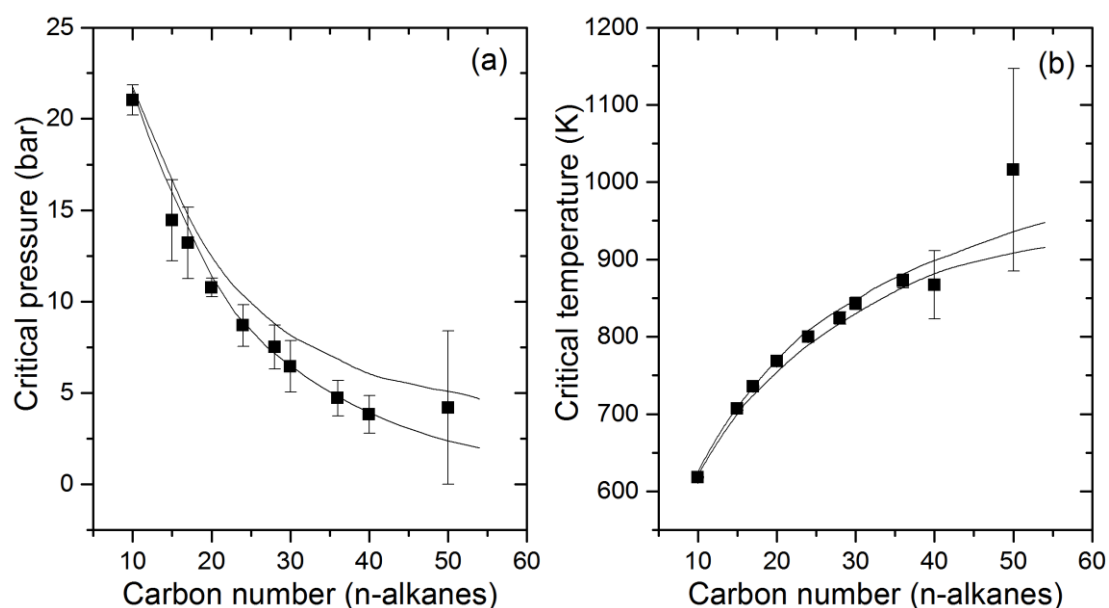 25
20
15
10
5
0
Critical pressure (bar)
(a)
10 20 30 40 50 60
Carbon number (n-alkanes)
1200
1100
1000
900
800
700
600
Critical temperature (K)
(b)
10 20 30 40 50 60
Carbon number (n-alkanes)